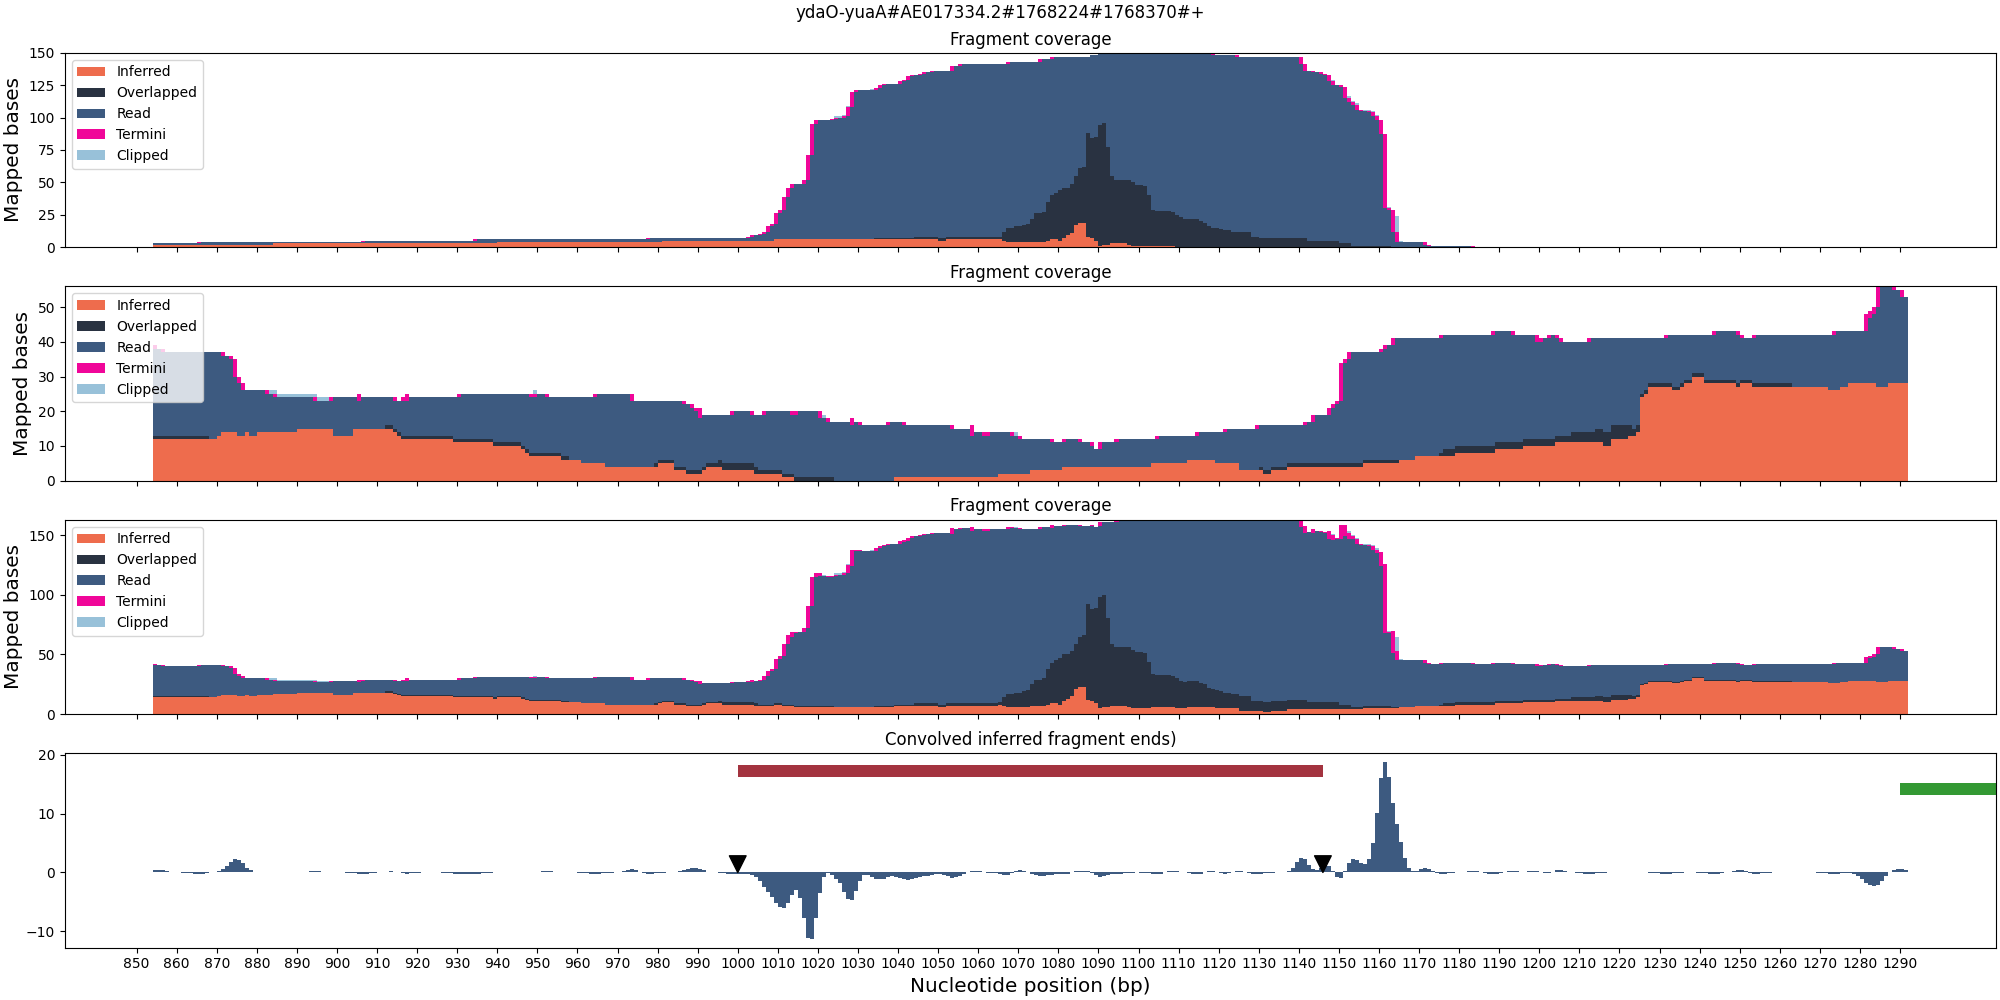 ydaO-yuaA#AE017334.2#1768224#1768370#+
Fragment coverage
Mapped bases
150
125
100
75
50
25
0
Inferred
Overlapped
Read
Termini
Clipped
Fragment coverage
Mapped bases
50
40
30
20
10
0
Inferred
Overlapped
Read
Termini
Clipped
Fragment coverage
Mapped bases
150
100
50
0
Inferred
Overlapped
Read
Termini
Clipped
Convolved inferred fragment ends)
20
10
0
−10
850 860 870 880 890 900 910 920 930 940 950 960 970 980 990 1000 1010 1020 1030 1040 1050 1060 1070 1080 1090 1100 1110 1120 1130 1140 1150 1160 1170 1180 1190 1200 1210 1220 1230 1240 1250 1260 1270 1280 1290
Nucleotide position (bp)